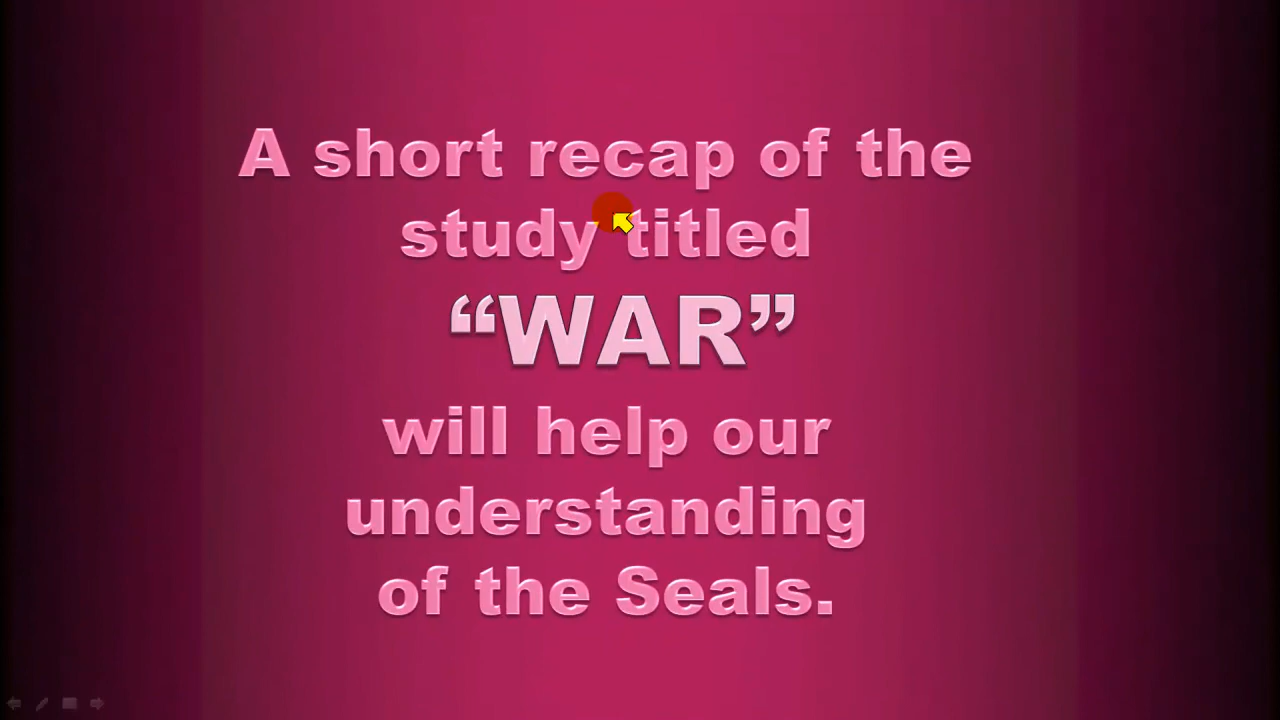 A short recap of the
study titled
“WAR”
will help our
understanding
of the Seals.